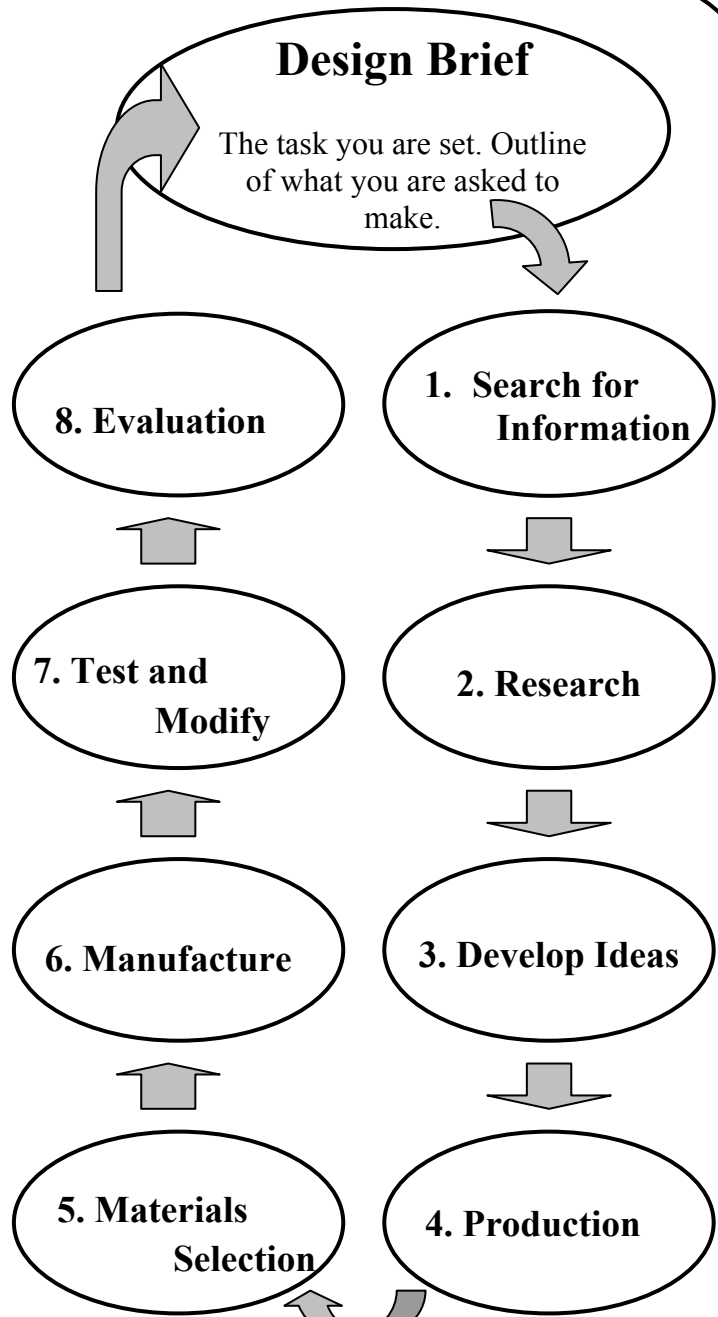 Design Brief
The task you are set. Outline
of what you are asked to
make.
1. Search for
Information
2. Research
3. Develop Ideas
4. Production
5. Materials
Selection
6. Manufacture
7. Test and
Modify
8. Evaluation